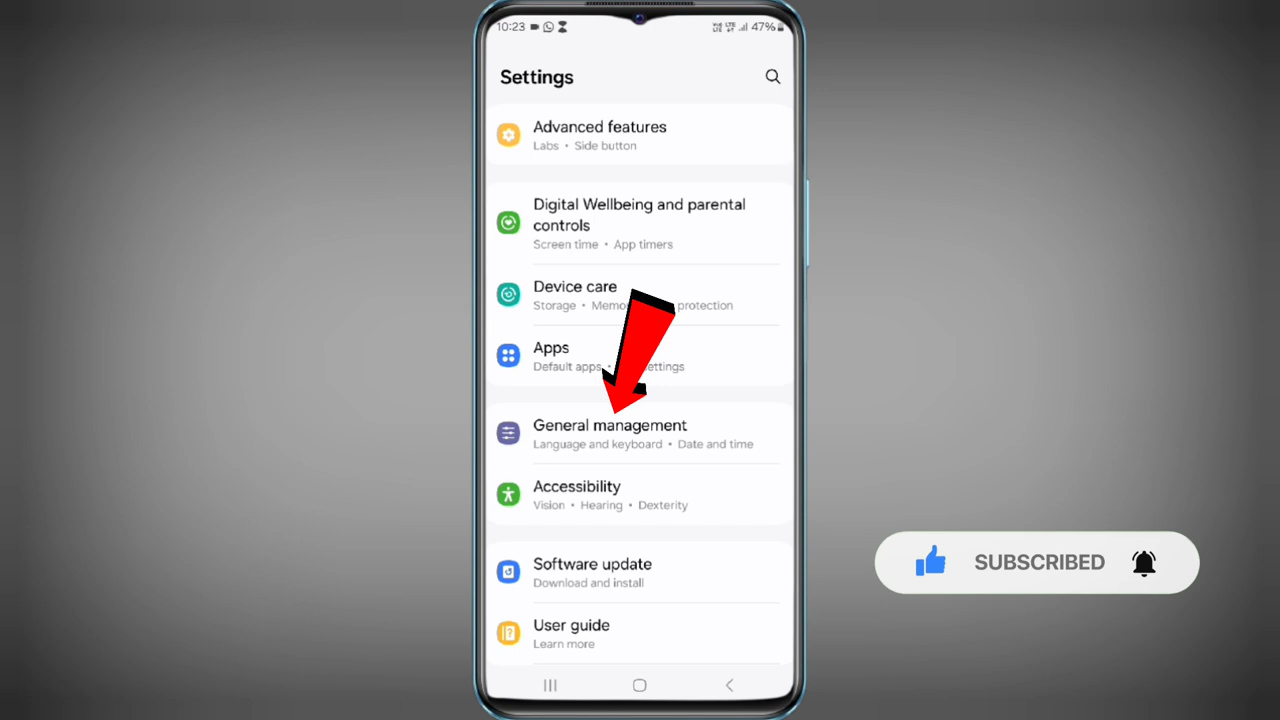 10:23
47%
Settings
Advanced features
Labs • Side button
Digital Wellbeing and parental
controls
Screen time • App timers
Device care
Storage • protection
Apps
Default apps •
General management
Language and keyboard • Date and time
Accessibility
Vision • Hearing • Dexterity
Software update
Download and install
User guide
Learn more
SUBSCRIBED